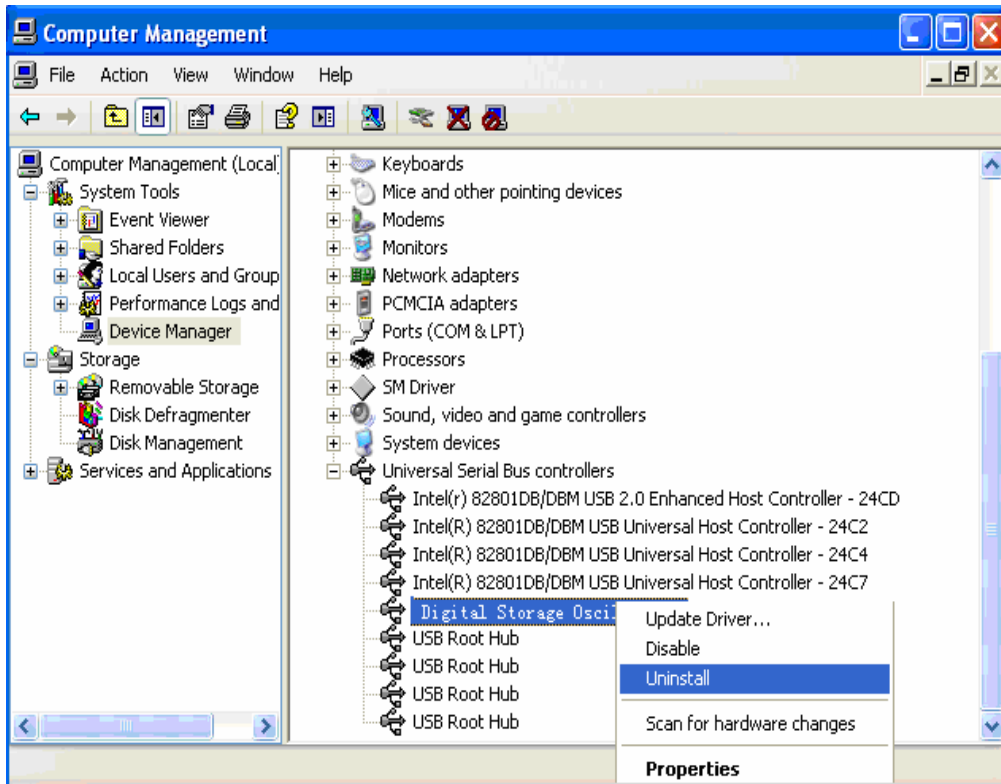 Computer Management
File Action View Window Help
Computer Management (Local)
System Tools
Event Viewer
Shared Folders
Local Users and Group
Performance Logs and
Device Manager
Storage
Removable Storage
Disk Defragmenter
Disk Management
Services and Applications
Keyboards
Mice and other pointing devices
Modems
Monitors
Network adapters
PCMCIA adapters
Ports (COM & LPT)
Processors
SM Driver
Sound, video and game controllers
System devices
Universal Serial Bus controllers
Intel(r) 82801DB/DBM USB 2.0 Enhanced Host Controller - 24CD
Intel(R) 82801DB/DBM USB Universal Host Controller - 24C2
Intel(R) 82801DB/DBM USB Universal Host Controller - 24C4
Intel(R) 82801DB/DBM USB Universal Host Controller - 24C7
Digital Storage Oscil
USB Root Hub
USB Root Hub
USB Root Hub
USB Root Hub
Update Driver...
Disable
Uninstall
Scan for hardware changes
Properties